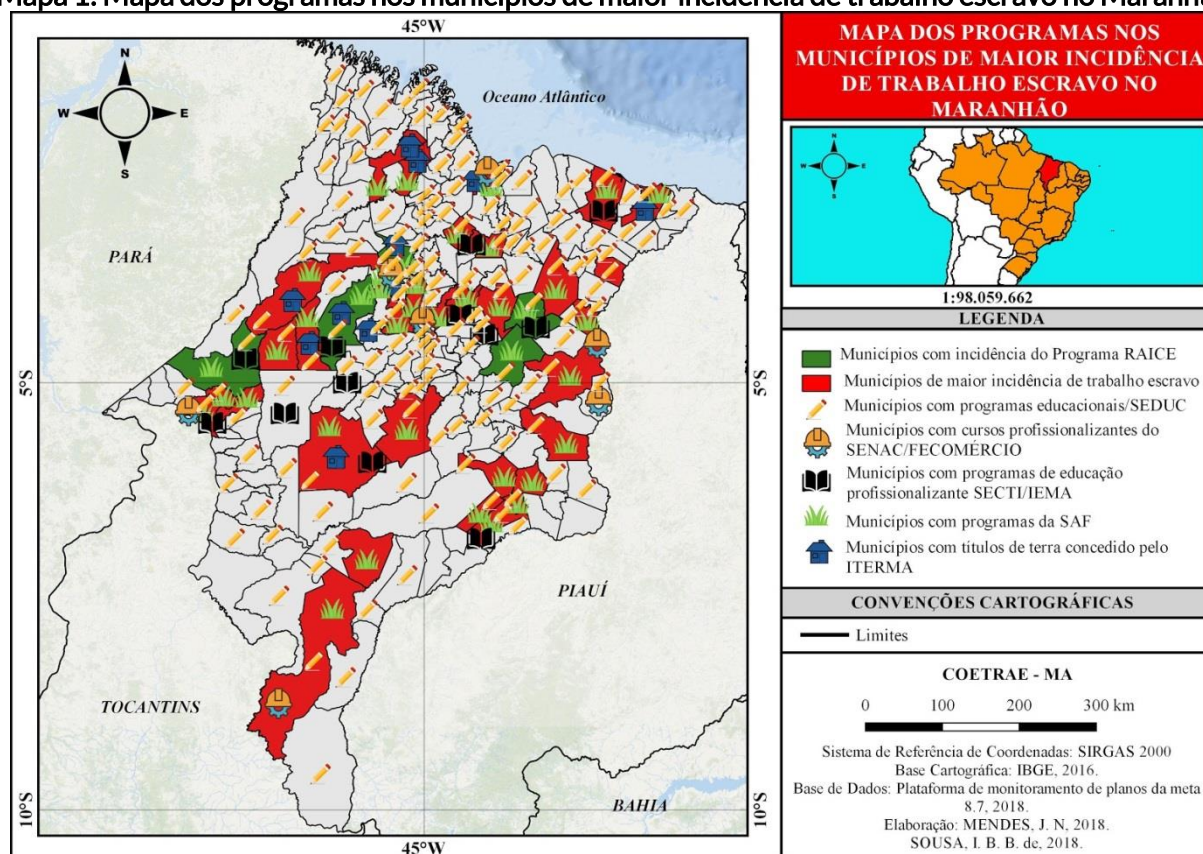 Mapa 1: Mapa dos programas nos municípios de maior incidência de trabalho escravo no Maranhã
45°W
N
W
E
S
Oceano Atlântico
PARÁ
5°S
5°S
PIAUÍ
TOCANTINS
BAHIA
10°S
10°S
45°W
MAPA DOS PROGRAMAS NOS
MUNICÍPIOS DE MAIOR INCIDÊNCIA
DE TRABALHO ESCRAVO NO
MARANHÃO
N
W
E
S
1:98.059.662
LEGENDA
Municípios com incidência do Programa RAICE
Municípios de maior incidência de trabalho escravo
Municípios com programas educacionais/SEDUC
Municípios com cursos profissionalizantes do
SENAC/FECOMÉRCIO
Municípios com programas de educação
profissionalizante SECTI/IEMA
Municípios com programas da SAF
Municípios com títulos de terra concedido pelo
ITERMA
CONVENÇÕES CARTOGRÁFICAS
Limites
COETRAE - MA
0 100 200 300 km
Sistema de Referência de Coordenadas: SIRGAS 2000
Base Cartográfica: IBGE, 2016.
Base de Dados: Plataforma de monitoramento de planos da meta
8.7, 2018.
Elaboração: MENDES, J. N, 2018.
SOUSA, I. B. B. de, 2018.